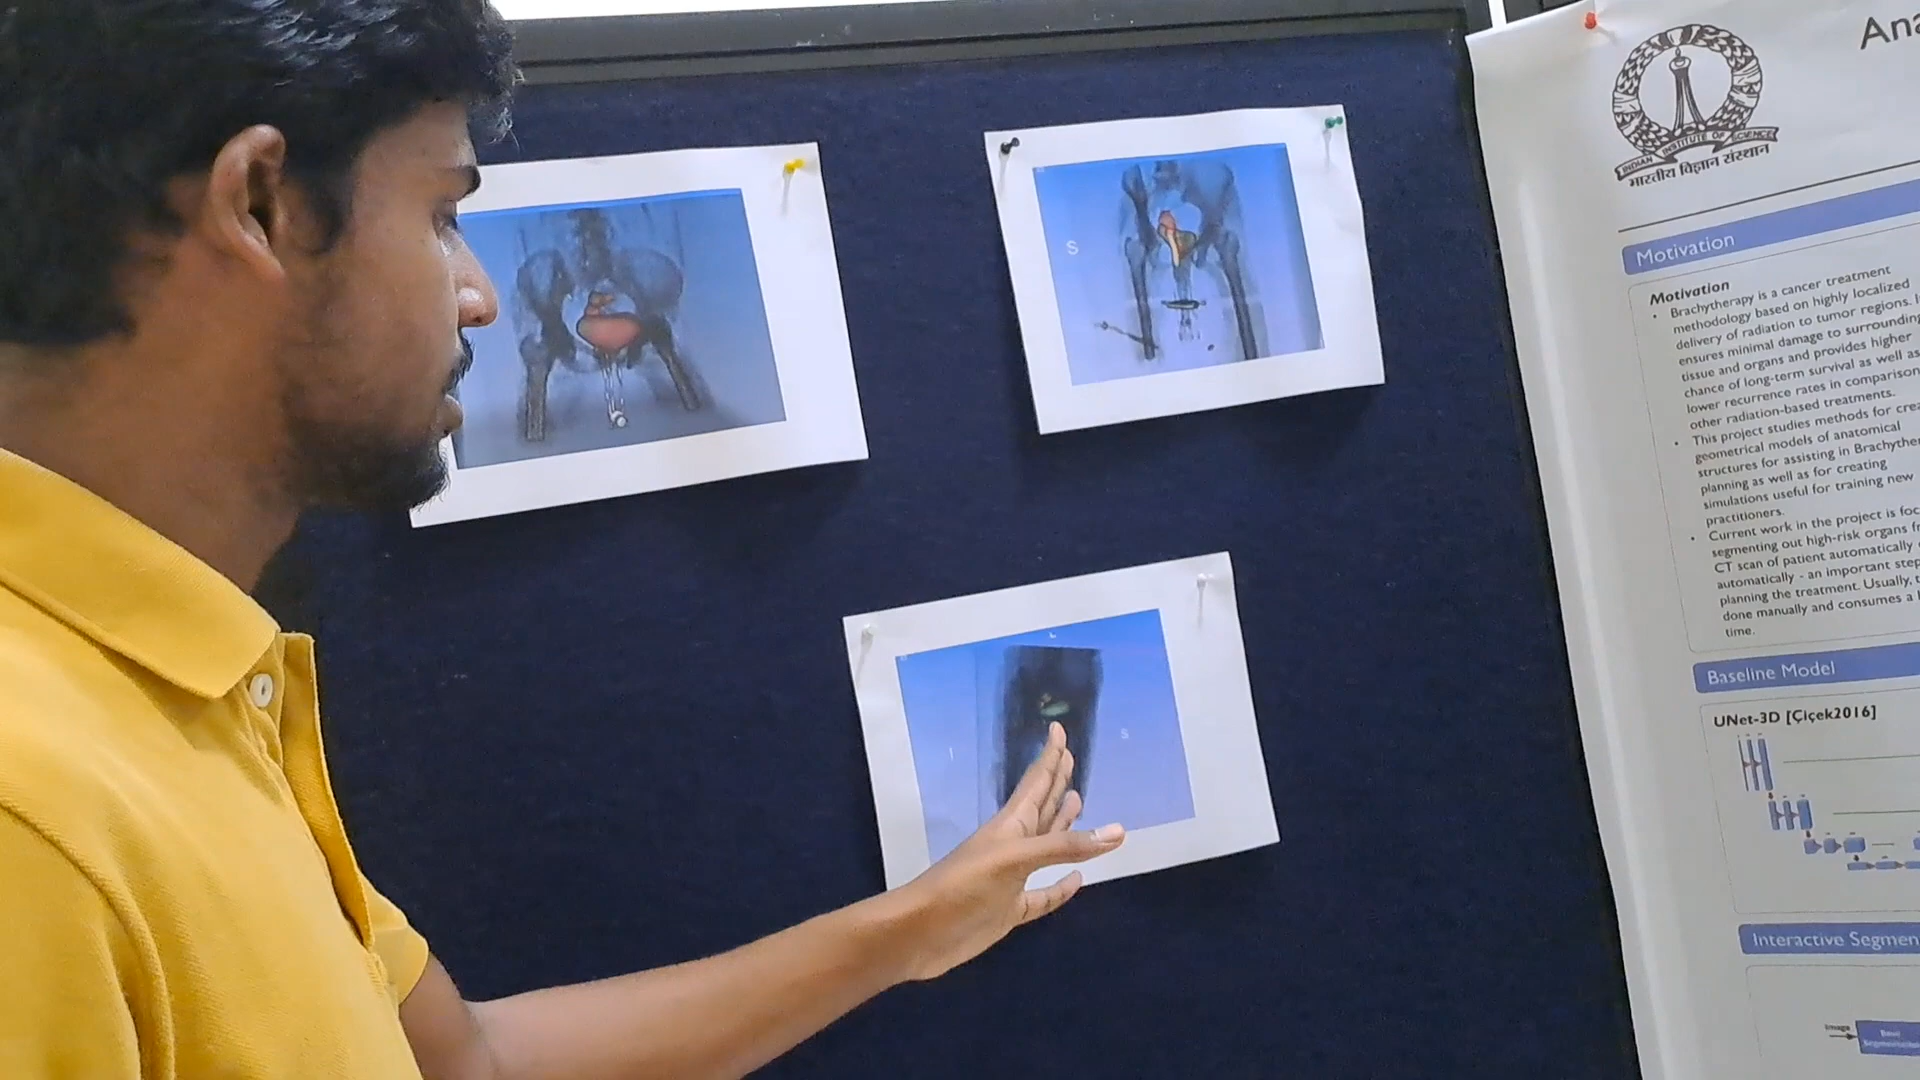 S
L
I
S
Ana
INDIAN INSTITUTE OF SCIENCE
भारतीय विज्ञान संस्थान
Motivation
Motivation
• Brachytherapy is a cancer treatment
methodology based on highly localized
delivery of radiation to tumor regions. I
ensures minimal damage to surrounding
tissue and organs and provides higher
chance of long-term survival as well as
lower recurrence rates in comparison
other radiation-based treatments.
• This project studies methods for crea
geometrical models of anatomical
structures for assisting in Brachyther
planning as well as for creating
simulations useful for training new
practitioners.
• Current work in the project is foc
segmenting out high-risk organs f
CT scan of patient automatically
automatically - an important step
planning the treatment. Usually, t
done manually and consumes a l
time.
Baseline Model
UNet-3D [Çiçek2016]
Interactive Segmen
Image